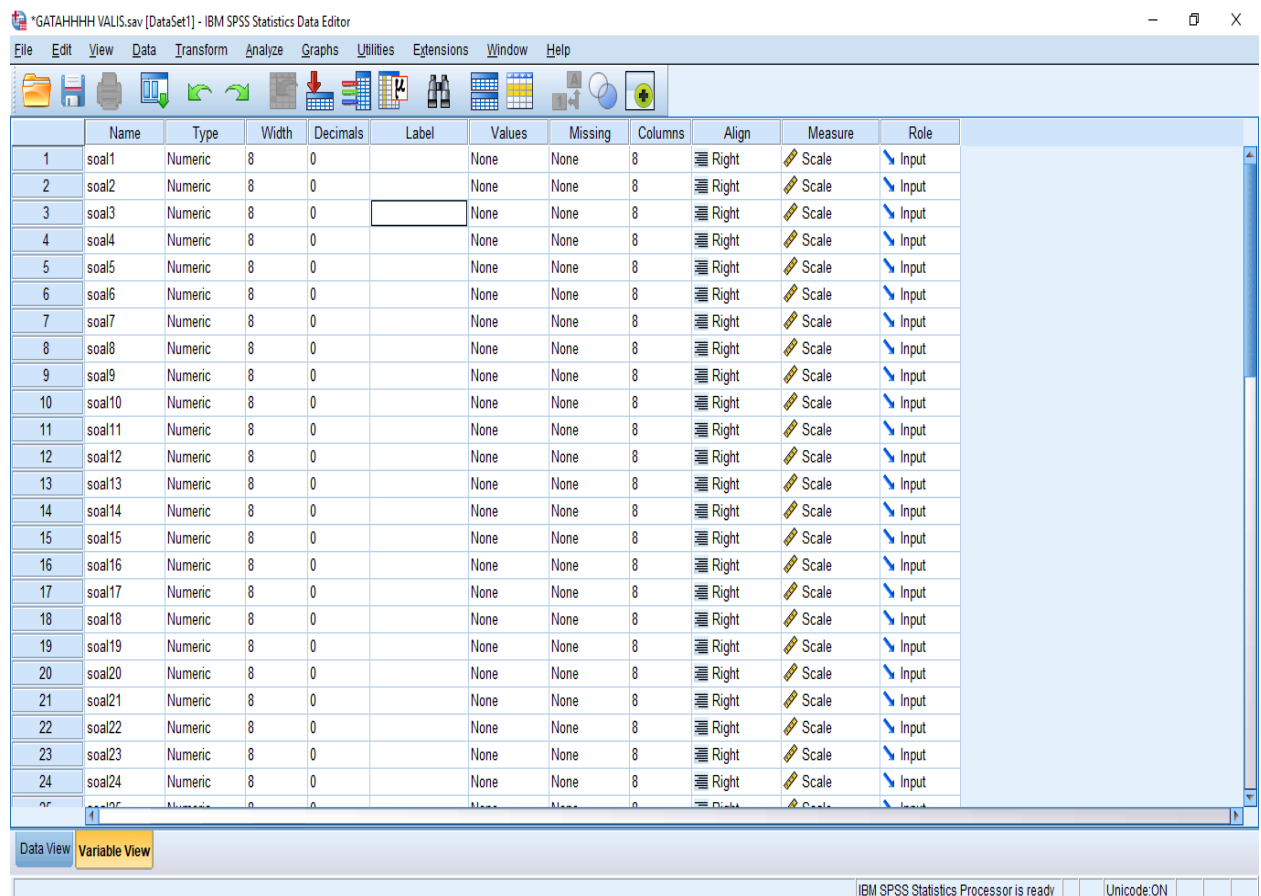 *GATAHHHH VALIS.sav [DataSet1] - IBM SPSS Statistics Data Editor
File Edit View Data Transform Analyze Graphs Utilities Extensions Window Help
Name Type Width Decimals Label Values Missing Columns Align Measure Role
1 soal1 Numeric 8 0 None None 8 Right Scale Input
2 soal2 Numeric 8 0 None None 8 Right Scale Input
3 soal3 Numeric 8 0 None None 8 Right Scale Input
4 soal4 Numeric 8 0 None None 8 Right Scale Input
5 soal5 Numeric 8 0 None None 8 Right Scale Input
6 soal6 Numeric 8 0 None None 8 Right Scale Input
7 soal7 Numeric 8 0 None None 8 Right Scale Input
8 soal8 Numeric 8 0 None None 8 Right Scale Input
9 soal9 Numeric 8 0 None None 8 Right Scale Input
10 soal10 Numeric 8 0 None None 8 Right Scale Input
11 soal11 Numeric 8 0 None None 8 Right Scale Input
12 soal12 Numeric 8 0 None None 8 Right Scale Input
13 soal13 Numeric 8 0 None None 8 Right Scale Input
14 soal14 Numeric 8 0 None None 8 Right Scale Input
15 soal15 Numeric 8 0 None None 8 Right Scale Input
16 soal16 Numeric 8 0 None None 8 Right Scale Input
17 soal17 Numeric 8 0 None None 8 Right Scale Input
18 soal18 Numeric 8 0 None None 8 Right Scale Input
19 soal19 Numeric 8 0 None None 8 Right Scale Input
20 soal20 Numeric 8 0 None None 8 Right Scale Input
21 soal21 Numeric 8 0 None None 8 Right Scale Input
22 soal22 Numeric 8 0 None None 8 Right Scale Input
23 soal23 Numeric 8 0 None None 8 Right Scale Input
24 soal24 Numeric 8 0 None None 8 Right Scale Input
Data View Variable View
IBM SPSS Statistics Processor is ready Unicode:ON